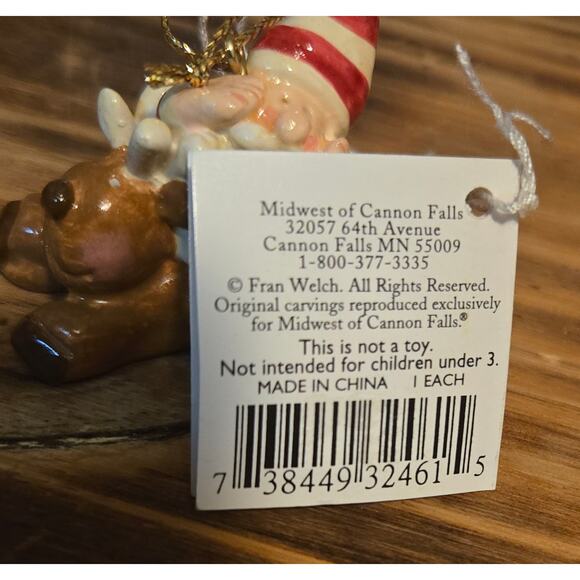 Midwest of Cannon Falls
32057 64th Avenue
Cannon Falls MN 55009
1-800-377-3335
© Fran Welch. All Rights Reserved.
Original carvings reproduced exclusively
for Midwest of Cannon Falls.®
This is not a toy.
Not intended for children under 3.
MADE IN CHINA 1 EACH
7 38449 32461 5